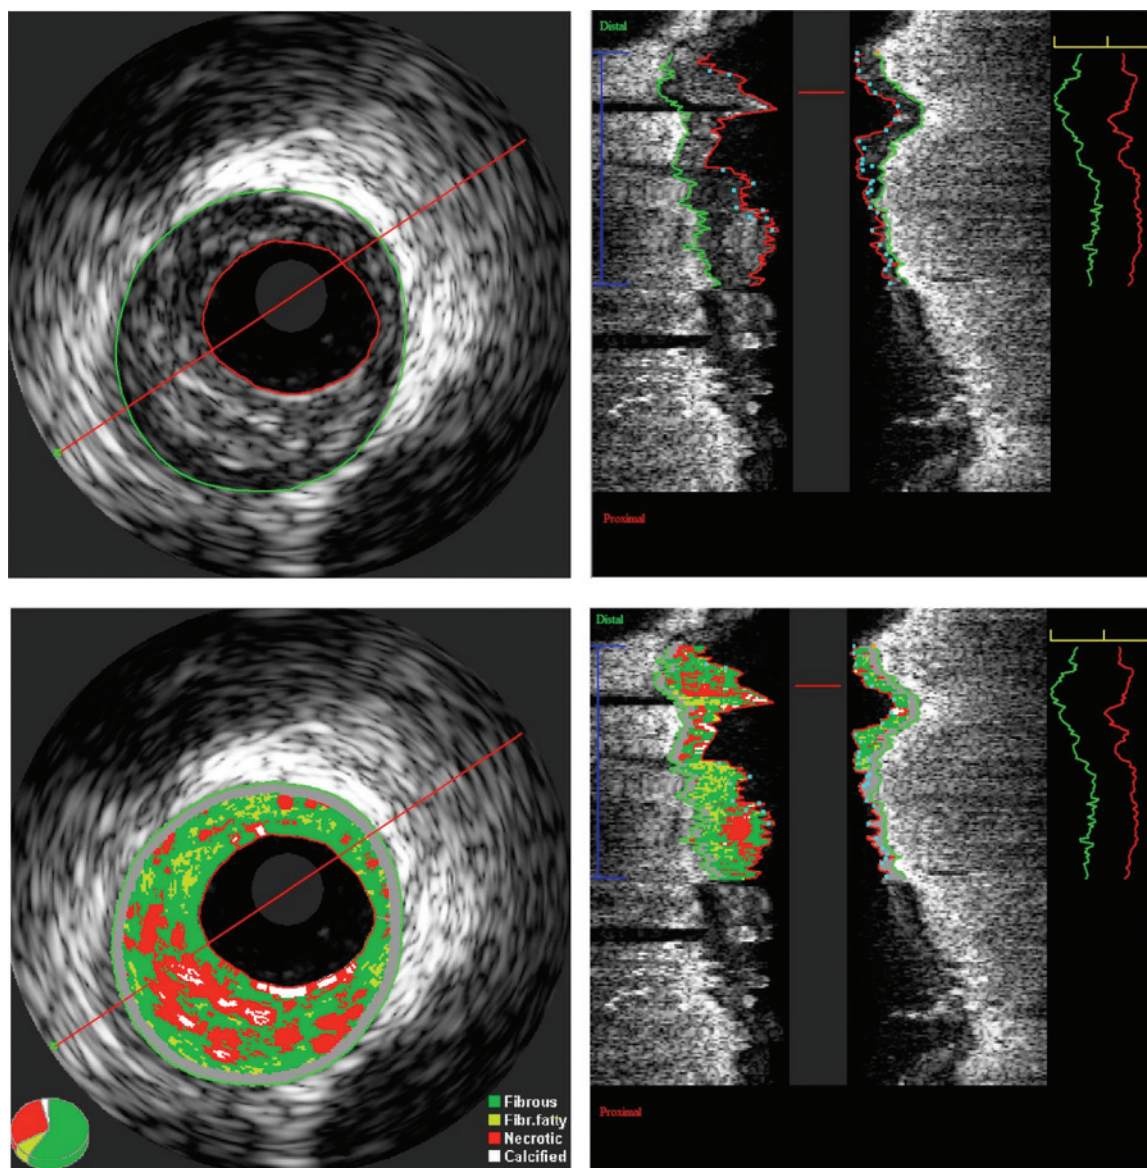 Distal
Proximal
Distal
Fibrous
Fibr.fatty
Necrotic
Calcified
Proximal